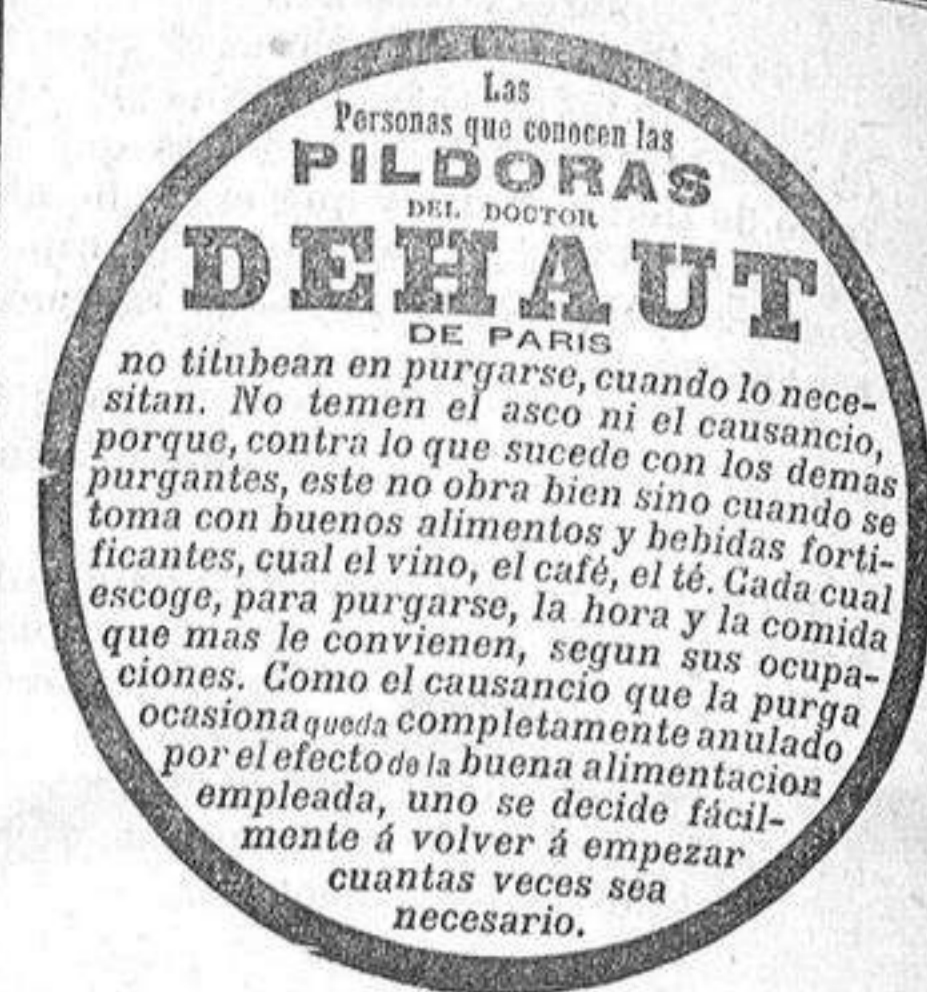 Las
Personas que conocen las
PILDORAS
DEL DOCTOR
DEHAUT
DE PARIS
no titubean en purgarse, cuando lo nece-
sitan. No temen el asco ni el causancio,
porque, contra lo que sucede con los demas
purgantes, este no obra bien sino cuando se
toma con buenos alimentos y bebidas forti-
ficantes, cual el vino, el café, el té. Cada cual
escoge, para purgarse, la hora y la comida
que mas le convienen, segun sus ocupa-
ciones. Como el causancio que la purga
ocasiona queda completamente anulado
por el efecto de la buena alimentacion
empleada, uno se decide fácil-
mente á volver á empezar
cuantas veces sea
necesario.